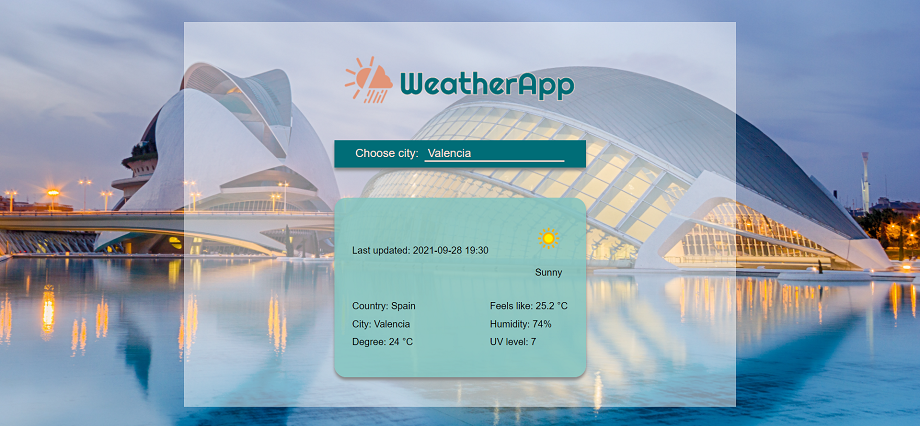 WeatherApp
Choose city: Valencia
Last updated: 2021-09-28 19:30
Sunny
Country: Spain
Feels like: 25.2 °C
City: Valencia
Humidity: 74%
Degree: 24 °C
UV level: 7